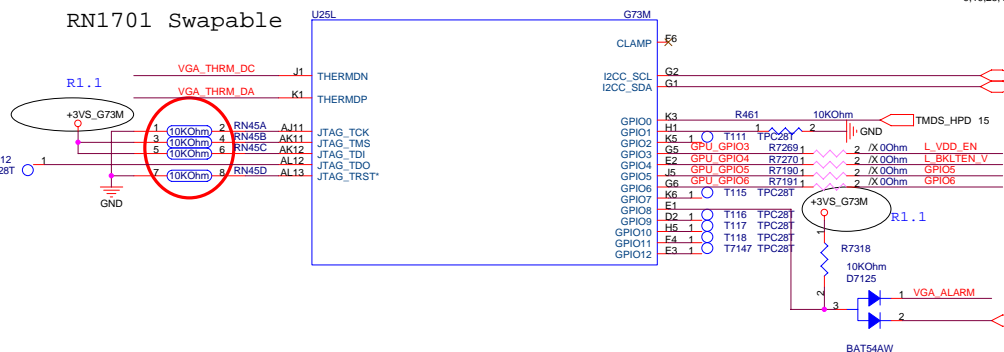 RN1701 Swapable
U25L G73M
CLAMP
I2CC_SCL G2
I2CC_SDA G1
VGA_THRM_DC J1 THERMDN
VGA_THRM_DA K1 THERMDP
R1.1
+3VS_G73M
1 10KOhm 2 RN45A AJ11 JTAG_TCK
3 10KOhm 4 RN45B AK11 JTAG_TMS
5 10KOhm 6 RN45C AK12 JTAG_TDI
12
28T 1 AL12 JTAG_TDO
7 10KOhm 8 RN45D AL13 JTAG_TRST*
GND
GPIO0 K3 TMDS_HPD 15
GPIO1 H1 R461 1 2 10KOhm GND
GPIO2 K5 1 T111 TPC28T
GPIO3 G5 GPU_GPIO3 R7269 1 2 /X 0Ohm L_VDD_EN
GPIO4 E2 GPU_GPIO4 R7270 1 2 /X 0Ohm L_BKLTEN_V
GPIO5 J5 GPU_GPIO5 R7190 1 2 /X 0Ohm GPIO5
GPIO6 G6 GPU_GPIO6 R7191 1 2 /X 0Ohm GPIO6
GPIO7 K6 1 T115 TPC28T
GPIO8 E1
GPIO9 D2 1 T116 TPC28T
GPIO10 H5 1 T117 TPC28T
GPIO11 F4 1 T118 TPC28T
GPIO12 E3 1 T7147 TPC28T
+3VS_G73M
R1.1
1
R7318
10KOhm
2
D7125
3
1 VGA_ALARM
2
BAT54AW